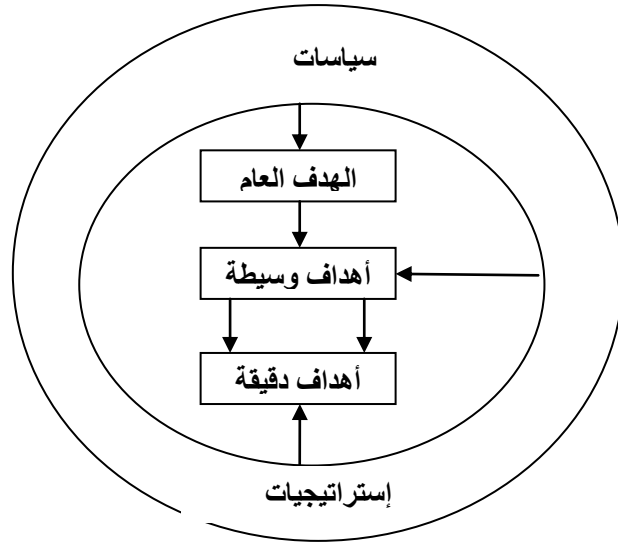 سياسات
الهدف العام
أهداف وسيطة
أهداف دقيقة
إستراتيجيات